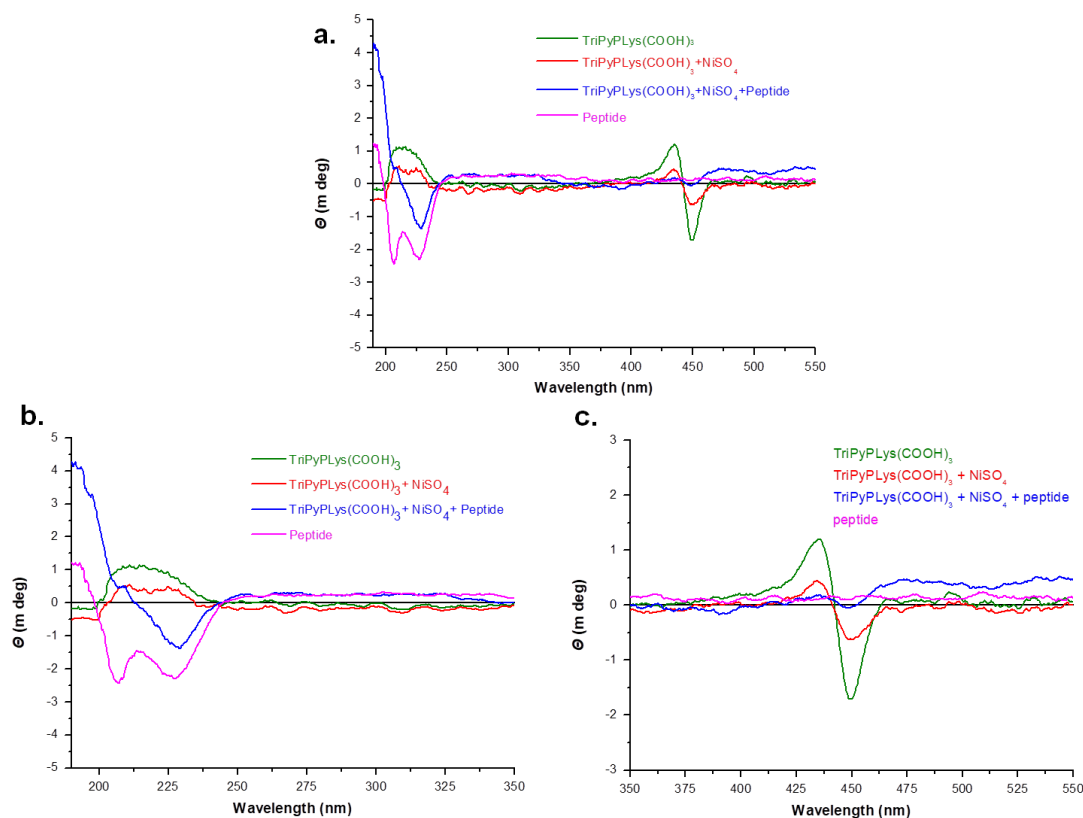 a.
5
4
3
2
1
0
-1
-2
-3
-4
-5
Θ (m deg)
TriPyPLys(COOH)₃
TriPyPLys(COOH)₃+NiSO₄
TriPyPLys(COOH)₃+NiSO₄+Peptide
Peptide
200 250 300 350 400 450 500 550
Wavelength (nm)
b.
5
4
3
2
1
0
-1
-2
-3
-4
-5
Θ (m deg)
TriPyPLys(COOH)₃
TriPyPLys(COOH)₃+ NiSO₄
TriPyPLys(COOH)₃+ NiSO₄ + Peptide
Peptide
200 225 250 275 300 325 350
Wavelength (nm)
c.
3
2
1
0
-1
-2
-3
Θ (m deg)
TriPyPLys(COOH)₃
TriPyPLys(COOH)₃ + NiSO₄
TriPyPLys(COOH)₃ + NiSO₄ + peptide
peptide
350 375 400 425 450 475 500 525 550
Wavelength (nm)